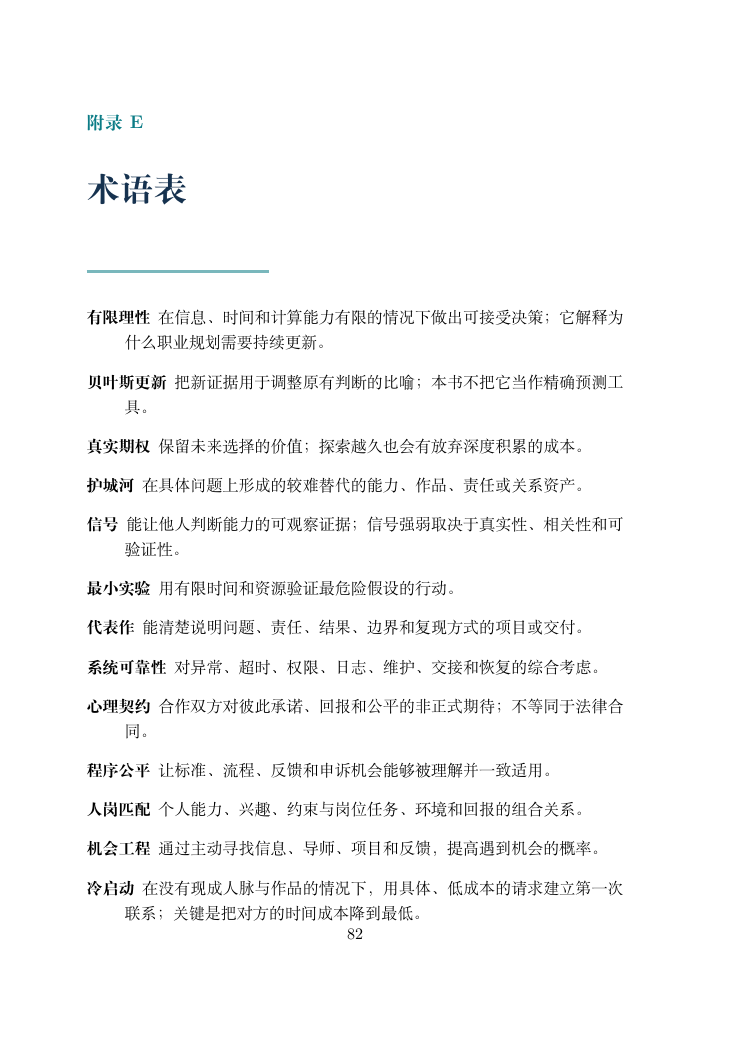 附录 E
术语表
有限理性 在信息、时间和计算能力有限的情况下做出可接受决策；它解释为
什么职业规划需要持续更新。
贝叶斯更新 把新证据用于调整原有判断的比喻；本书不把它当作精确预测工
具。
真实期权 保留未来选择的价值；探索越久也会有放弃深度积累的成本。
护城河 在具体问题上形成的较难替代的能力、作品、责任或关系资产。
信号 能让他人判断能力的可观察证据；信号强弱取决于真实性、相关性和可
验证性。
最小实验 用有限时间和资源验证最危险假设的行动。
代表作 能清楚说明问题、责任、结果、边界和复现方式的项目或交付。
系统可靠性 对异常、超时、权限、日志、维护、交接和恢复的综合考虑。
心理契约 合作双方对彼此承诺、回报和公平的非正式期待；不等同于法律合
同。
程序公平 让标准、流程、反馈和申诉机会能够被理解并一致适用。
人岗匹配 个人能力、兴趣、约束与岗位任务、环境和回报的组合关系。
机会工程 通过主动寻找信息、导师、项目和反馈，提高遇到机会的概率。
冷启动 在没有现成人脉与作品的情况下，用具体、低成本的请求建立第一次
联系；关键是把对方的时间成本降到最低。
82